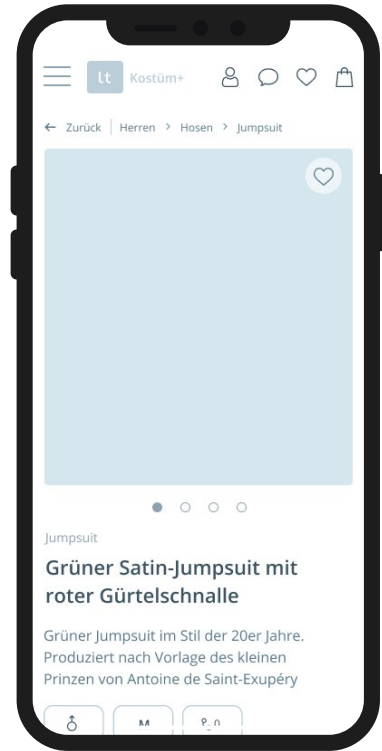 lt Kostüm+
Zurück Herren > Hosen > Jumpsuit
Jumpsuit
Grüner Satin-Jumpsuit mit
roter Gürtelschnalle
Grüner Jumpsuit im Stil der 20er Jahre.
Produziert nach Vorlage des kleinen
Prinzen von Antoine de Saint-Exupéry
M